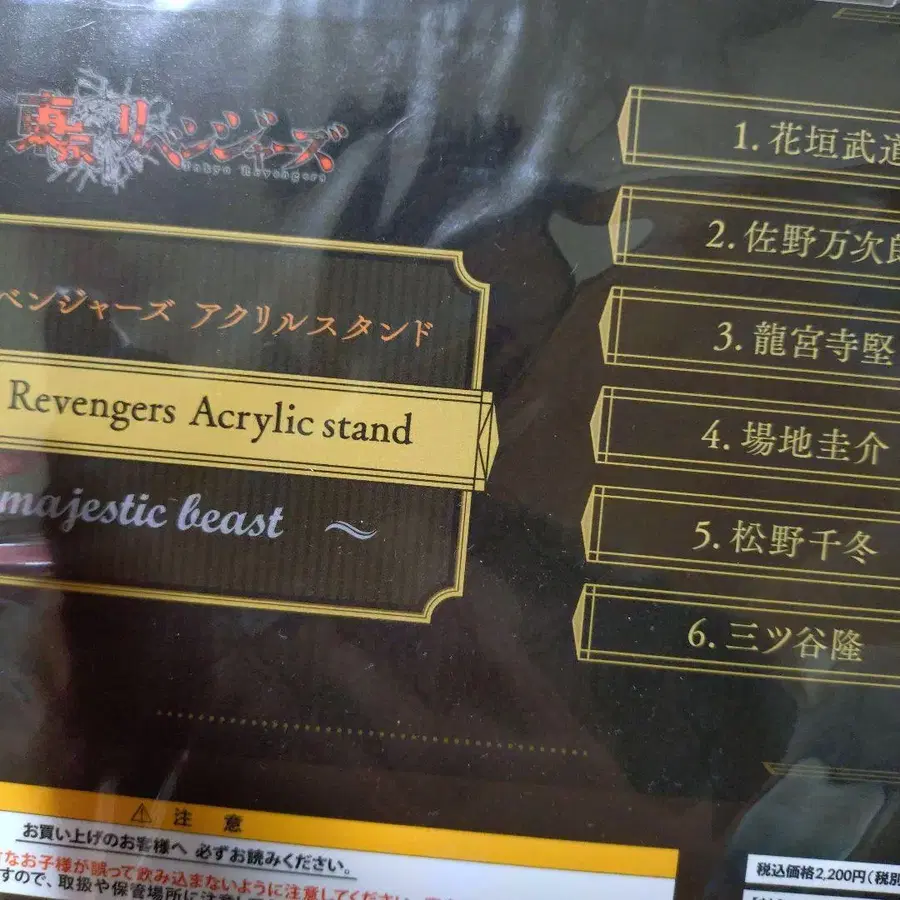 東京リベンジャーズ
Tokyo Revengers
ベンジャーズ アクリルスタンド
Revengers Acrylic stand
majestic beast ～
1. 花垣武道
2. 佐野万次郎
3. 龍宮寺堅
4. 場地圭介
5. 松野千冬
6. 三ツ谷隆
⚠ 注意
お買い上げのお客様へ 必ずお読みください。
なお子様が誤って飲み込まないように注意してください
すので、取扱や保管場所に注意して
税込価格2,200円(税別